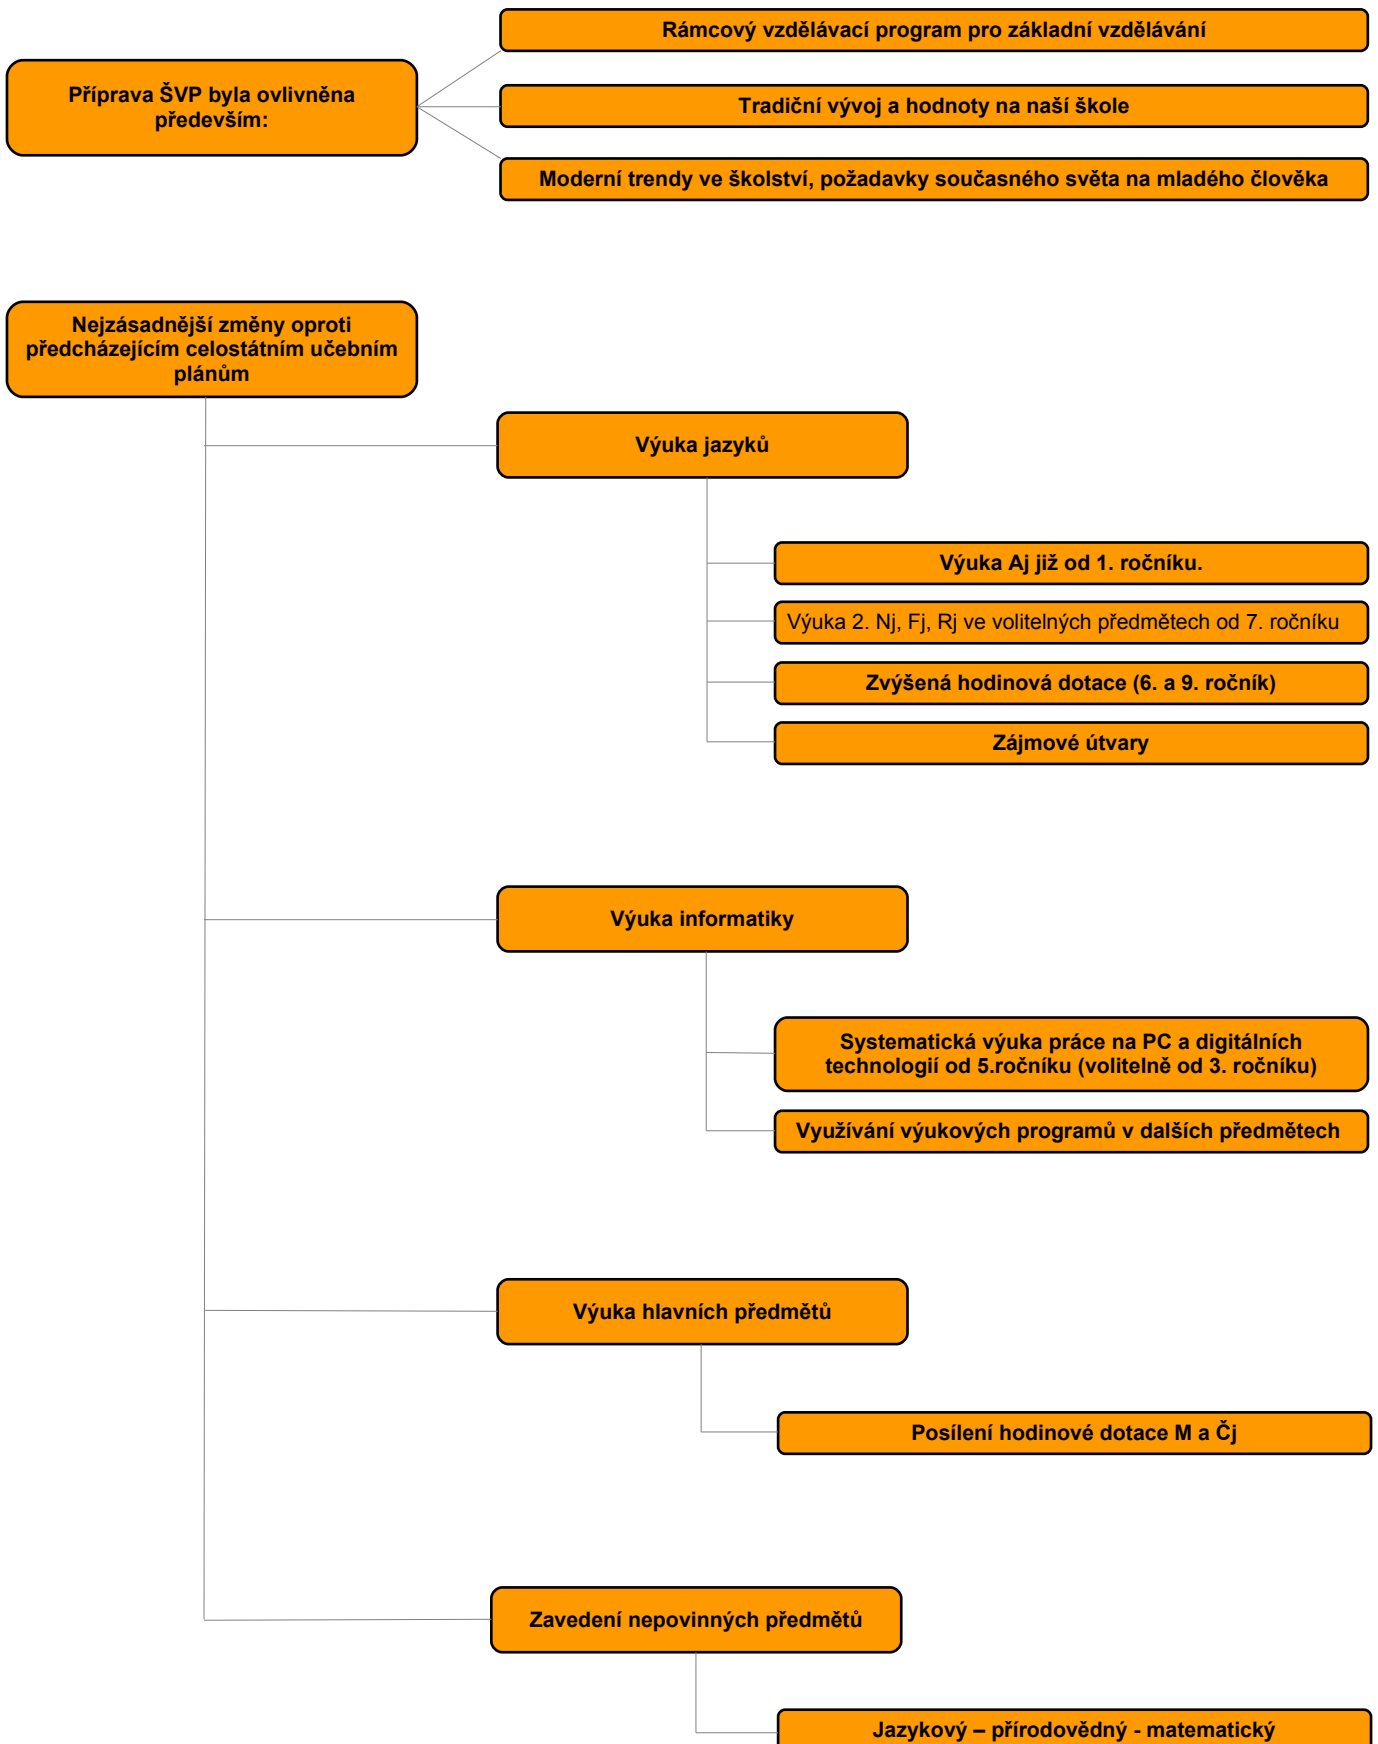 Rámcový vzdělávací program pro základní vzdělávání
Příprava ŠVP byla ovlivněna
především:
Tradiční vývoj a hodnoty na naší škole
Moderní trendy ve školství, požadavky současného světa na mladého člověka
Nejzásadnější změny oproti
předcházejícím celostátním učebním
plánům
Výuka jazyků
Výuka Aj již od 1. ročníku.
Výuka 2. Nj, Fj, Rj ve volitelných předmětech od 7. ročníku
Zvýšená hodinová dotace (6. a 9. ročník)
Zájmové útvary
Výuka informatiky
Systematická výuka práce na PC a digitálních
technologií od 5.ročníku (volitelně od 3. ročníku)
Využívání výukových programů v dalších předmětech
Výuka hlavních předmětů
Posílení hodinové dotace M a Čj
Zavedení nepovinných předmětů
Jazykový – přírodovědný - matematický